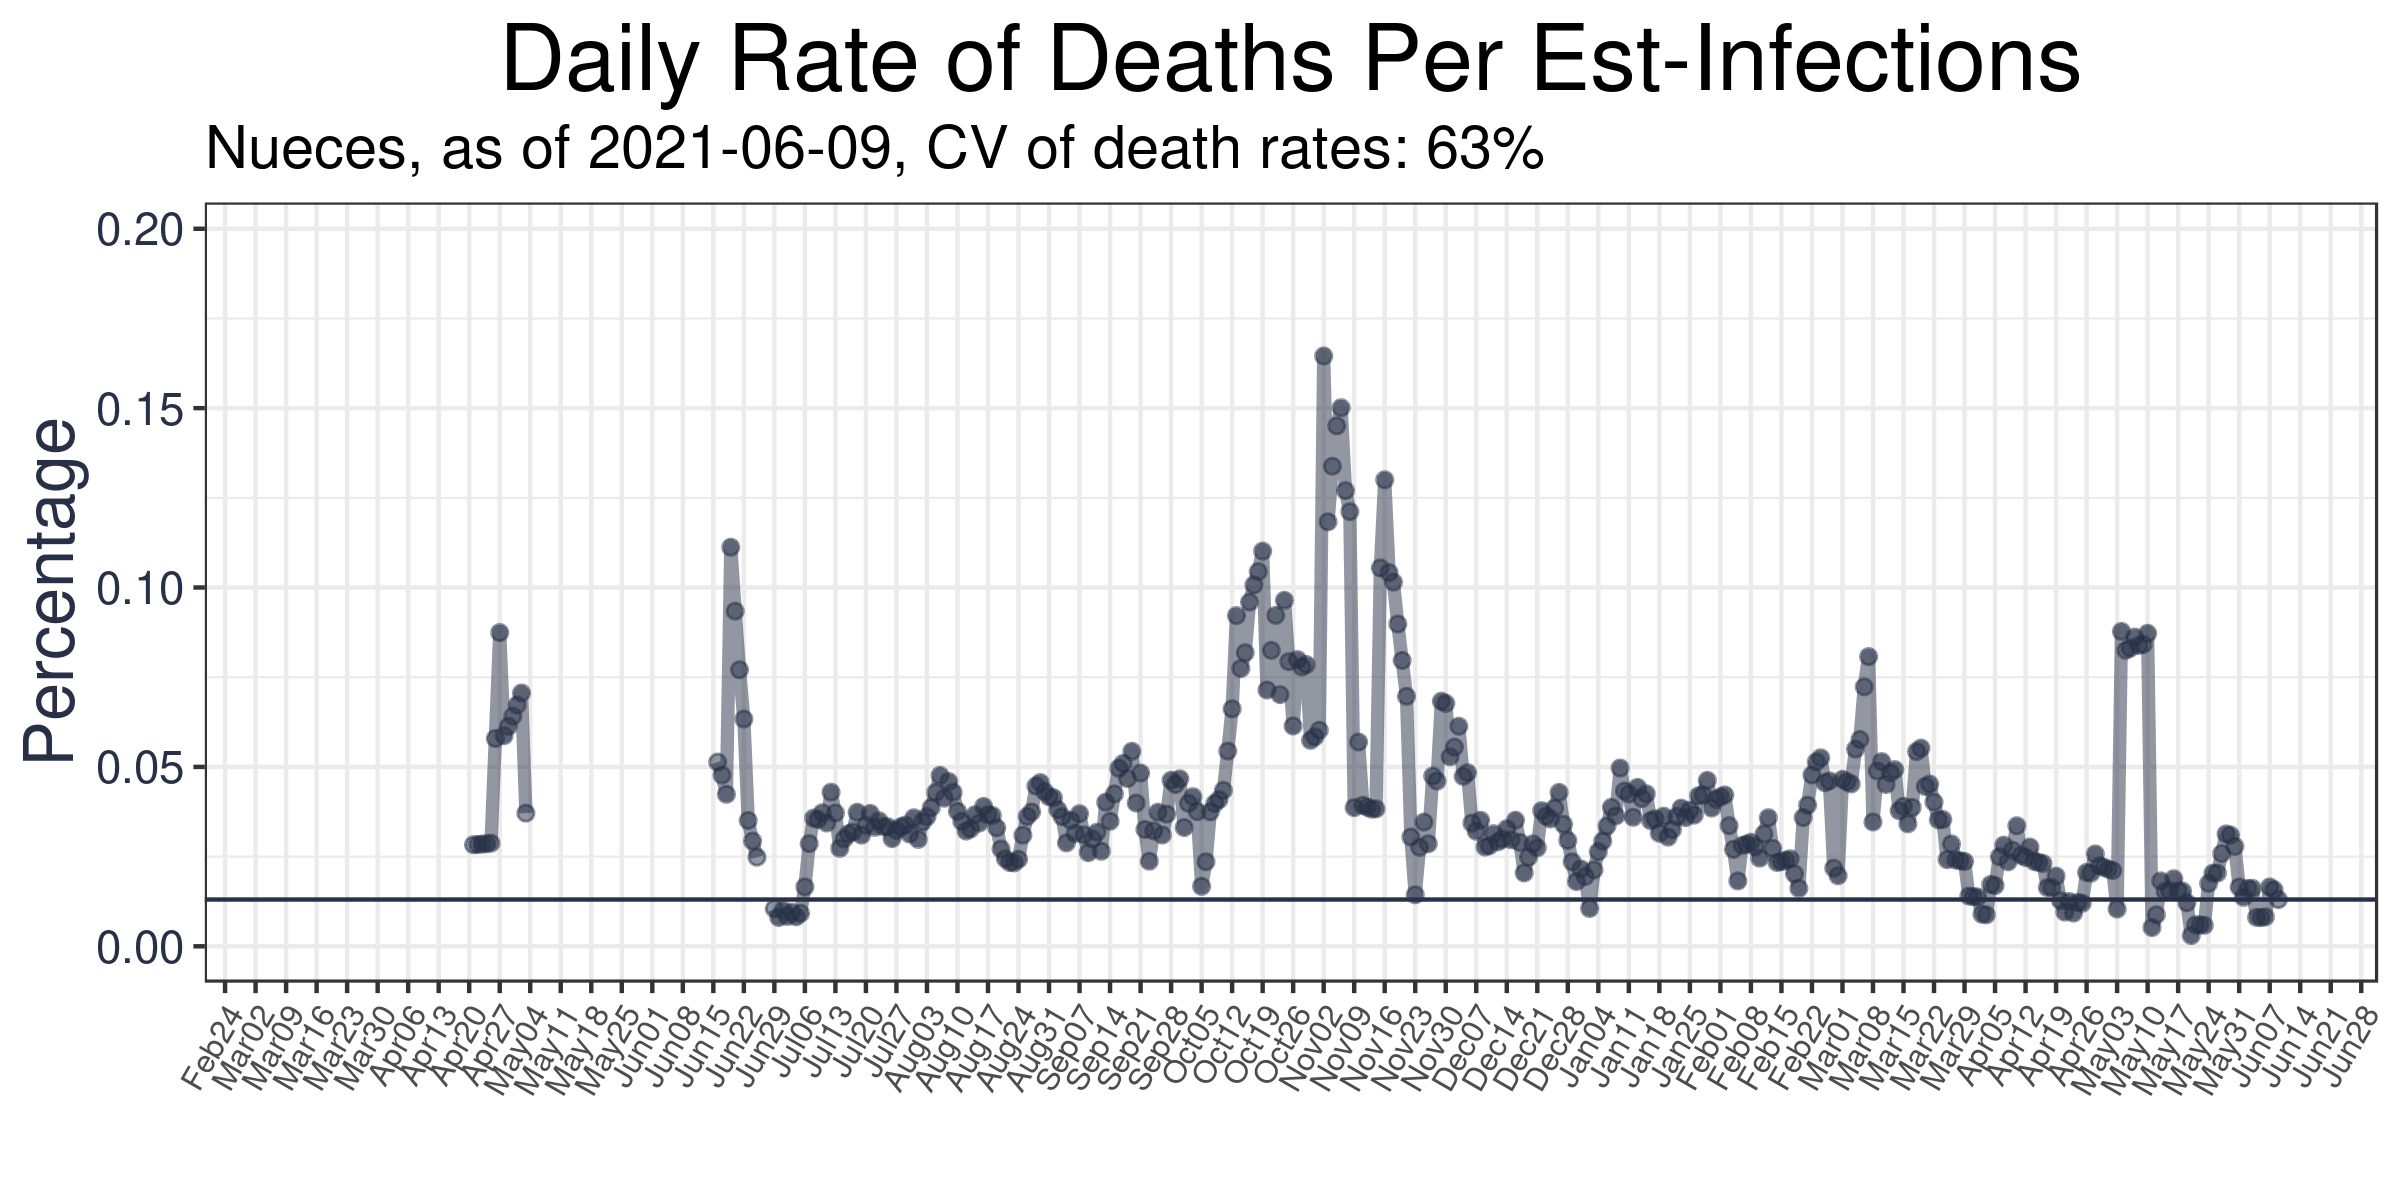 Daily Rate of Deaths Per Est-Infections
Nueces, as of 2021-06-09, CV of death rates: 63%
Percentage
0.20
0.15
0.10
0.05
0.00
Feb24
Mar02
Mar09
Mar16
Mar23
Mar30
Apr06
Apr13
Apr20
Apr27
May04
May11
May18
May25
Jun01
Jun08
Jun15
Jun22
Jun29
Jul06
Jul13
Jul20
Jul27
Aug03
Aug10
Aug17
Aug24
Aug31
Sep07
Sep14
Sep21
Sep28
Oct05
Oct12
Oct19
Oct26
Nov02
Nov09
Nov16
Nov23
Nov30
Dec07
Dec14
Dec21
Dec28
Jan04
Jan11
Jan18
Jan25
Feb01
Feb08
Feb15
Feb22
Mar01
Mar08
Mar15
Mar22
Mar29
Apr05
Apr12
Apr19
Apr26
May03
May10
May17
May24
May31
Jun07
Jun14
Jun21
Jun28